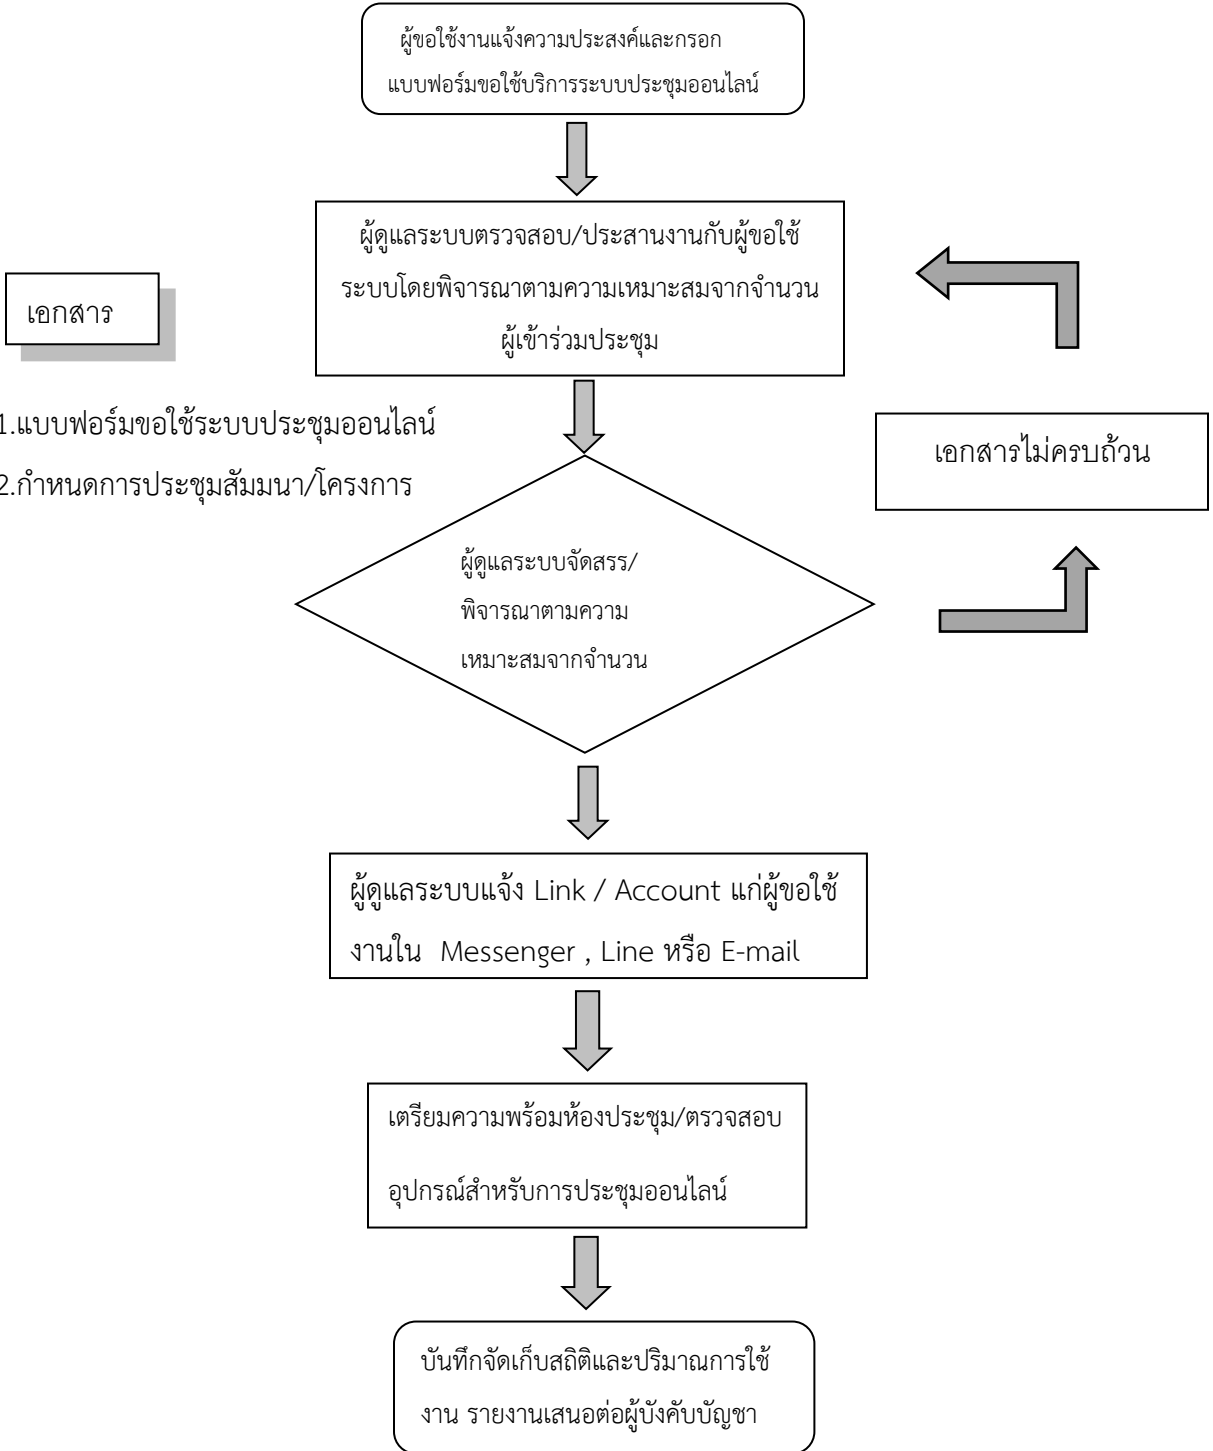 ผู้ขอใช้งานแจ้งความประสงค์และกรอก
แบบฟอร์มขอใช้บริการระบบประชุมออนไลน์
ผู้ดูแลระบบตรวจสอบ/ประสานงานกับผู้ขอใช้
ระบบโดยพิจารณาตามความเหมาะสมจากจำนวน
ผู้เข้าร่วมประชุม
เอกสาร
1.แบบฟอร์มขอใช้ระบบประชุมออนไลน์
2.กำหนดการประชุมสัมมนา/โครงการ
เอกสารไม่ครบถ้วน
ผู้ดูแลระบบจัดสรร/
พิจารณาตามความ
เหมาะสมจากจำนวน
ผู้ดูแลระบบแจ้ง Link / Account แก่ผู้ขอใช้
งานใน Messenger , Line หรือ E-mail
เตรียมความพร้อมห้องประชุม/ตรวจสอบ
อุปกรณ์สำหรับการประชุมออนไลน์
บันทึกจัดเก็บสถิติและปริมาณการใช้
งาน รายงานเสนอต่อผู้บังคับบัญชา